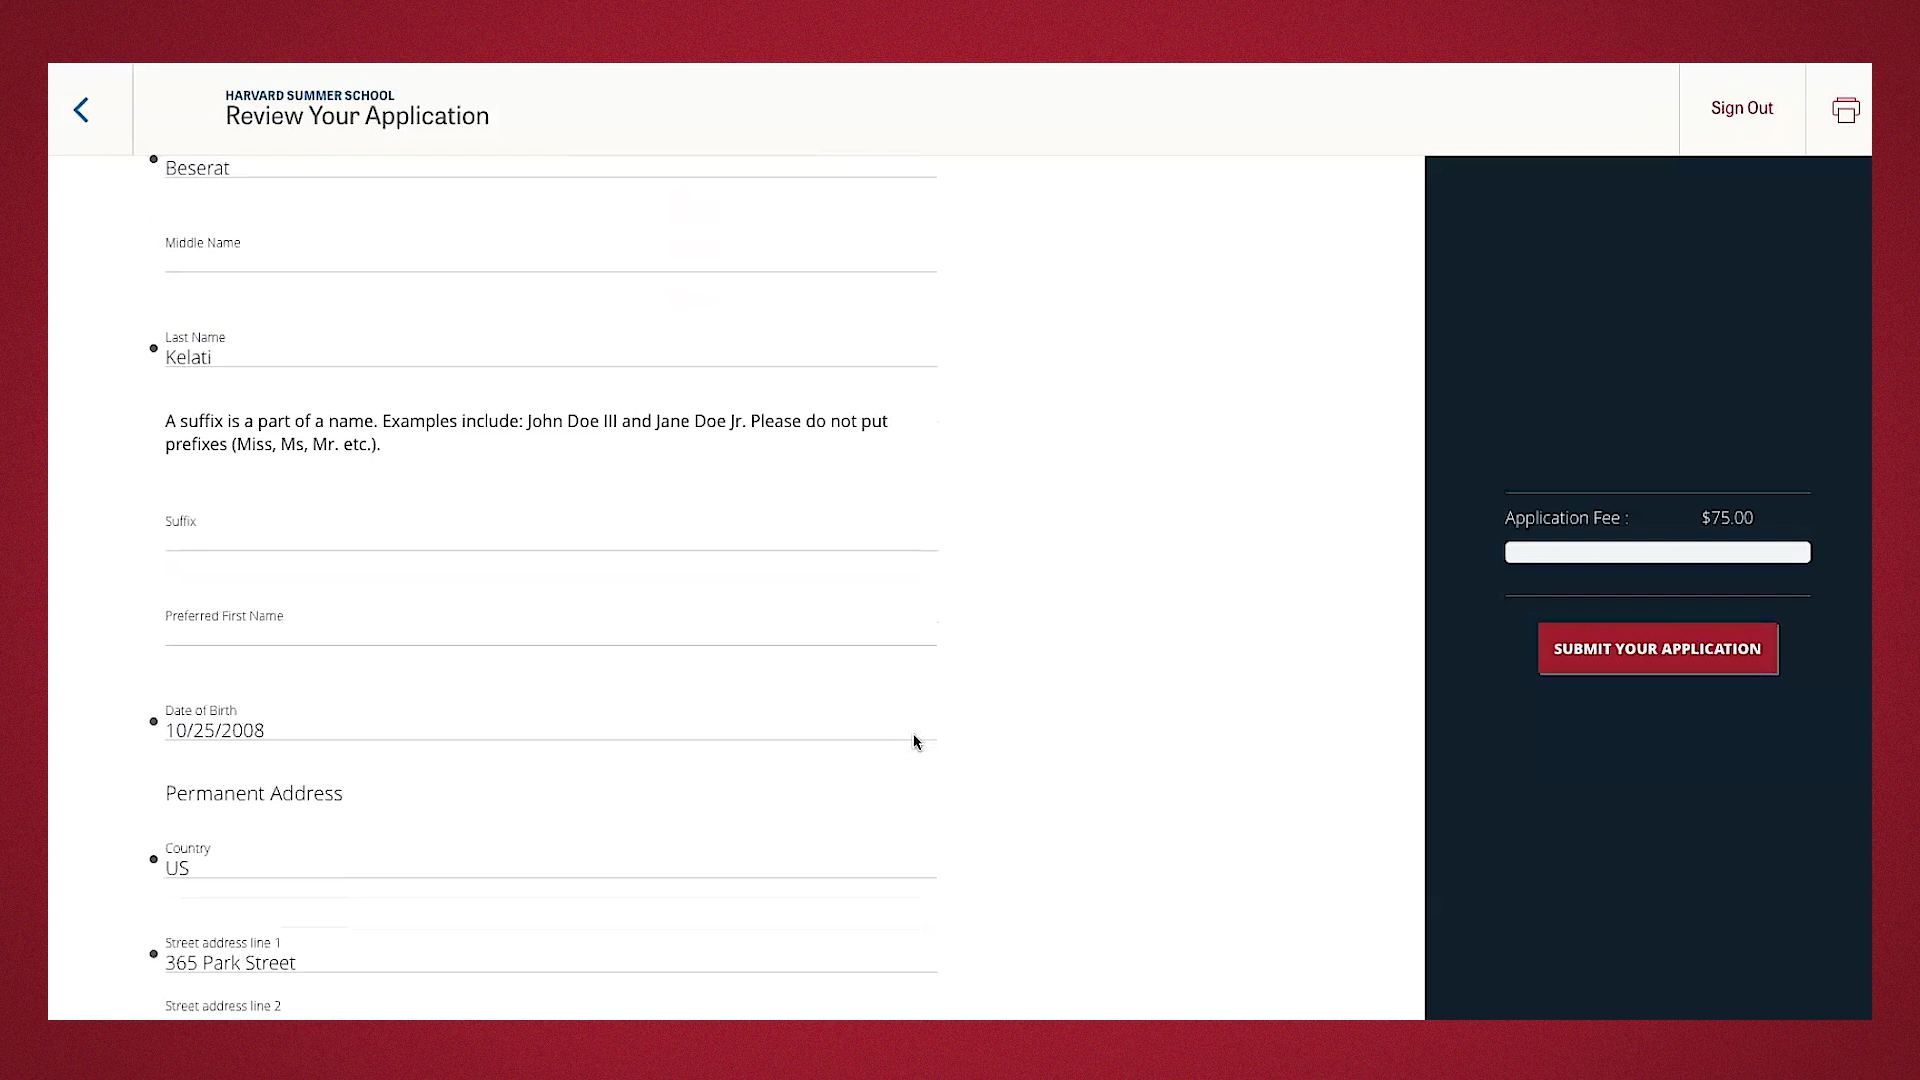 HARVARD SUMMER SCHOOL
Review Your Application
Sign Out
Beserat
Middle Name
Last Name
Kelati
A suffix is a part of a name. Examples include: John Doe III and Jane Doe Jr. Please do not put
prefixes (Miss, Ms, Mr. etc.).
Suffix
Preferred First Name
Date of Birth
10/25/2008
Permanent Address
Country
US
Street address line 1
365 Park Street
Street address line 2
Application Fee : $75.00
SUBMIT YOUR APPLICATION